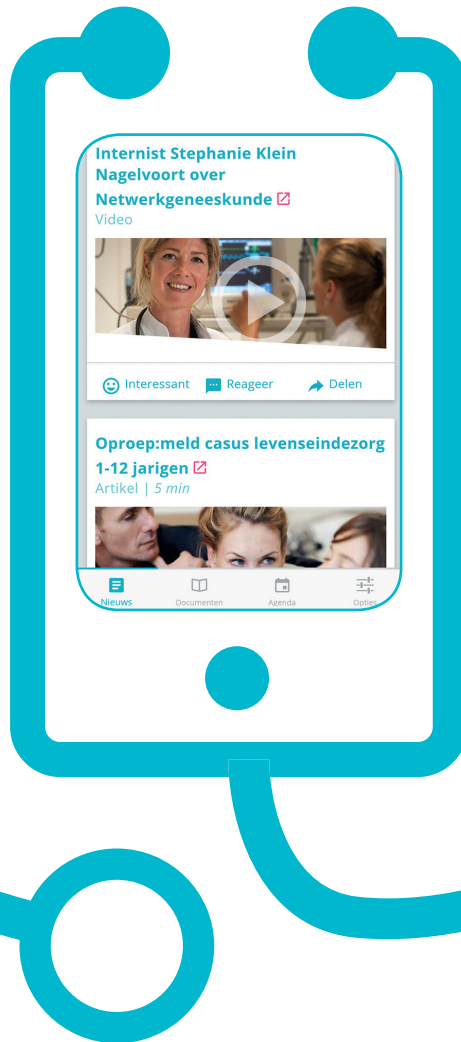 Internist Stephanie Klein
Nagelvoort over
Netwerkgeneeskunde
Video
Interessant Reageer Delen
Oproep:meld casus levenseindezorg
1-12 jarigen
Artikel | 5 min
Nieuws Documenten Agenda Opties